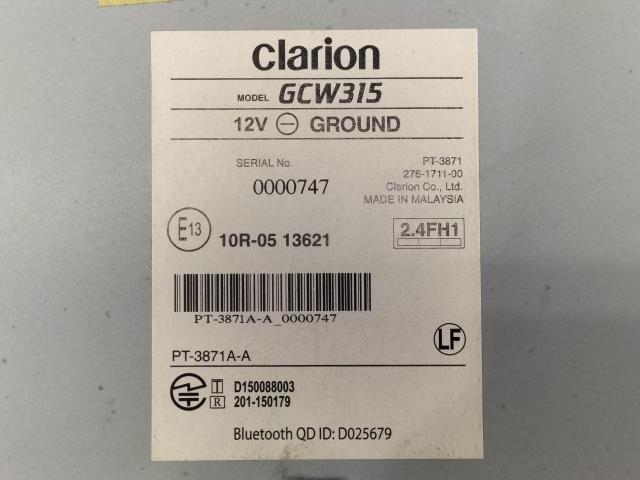 clarion
MODEL GCW315
12V ⊖ GROUND
SERIAL No.
0000747
PT-3871
276-1711-00
Clarion Co., Ltd.
MADE IN MALAYSIA
E13
10R-05 13621
2.4FH1
PT-3871A-A_0000747
LF
PT-3871A-A
T D150088003
R 201-150179
Bluetooth QD ID: D025679